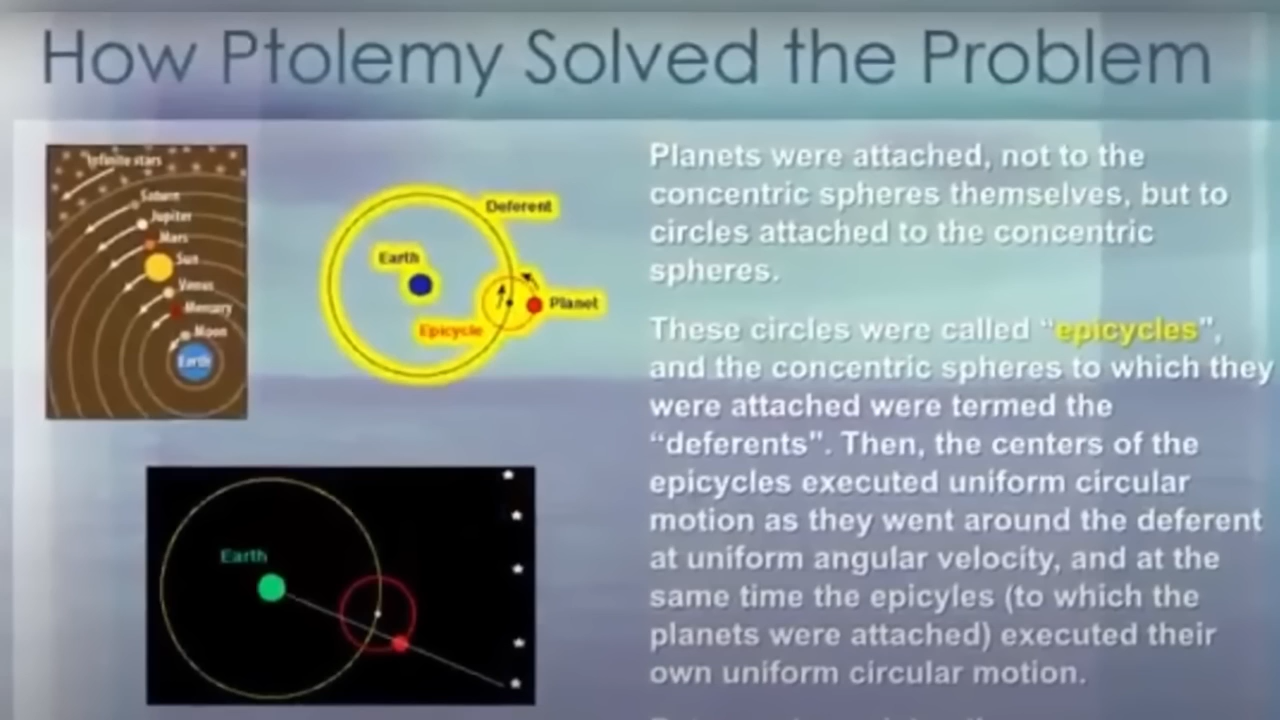 How Ptolemy Solved the Problem
Infinite stars
Saturn
Jupiter
Mars
Sun
Venus
Mercury
Moon
Earth
Deferent
Earth
Planet
Epicycle
Earth
Planets were attached, not to the
concentric spheres themselves, but to
circles attached to the concentric
spheres.
These circles were called “epicycles”,
and the concentric spheres to which they
were attached were termed the
“deferents”. Then, the centers of the
epicycles executed uniform circular
motion as they went around the deferent
at uniform angular velocity, and at the
same time the epicyles (to which the
planets were attached) executed their
own uniform circular motion.